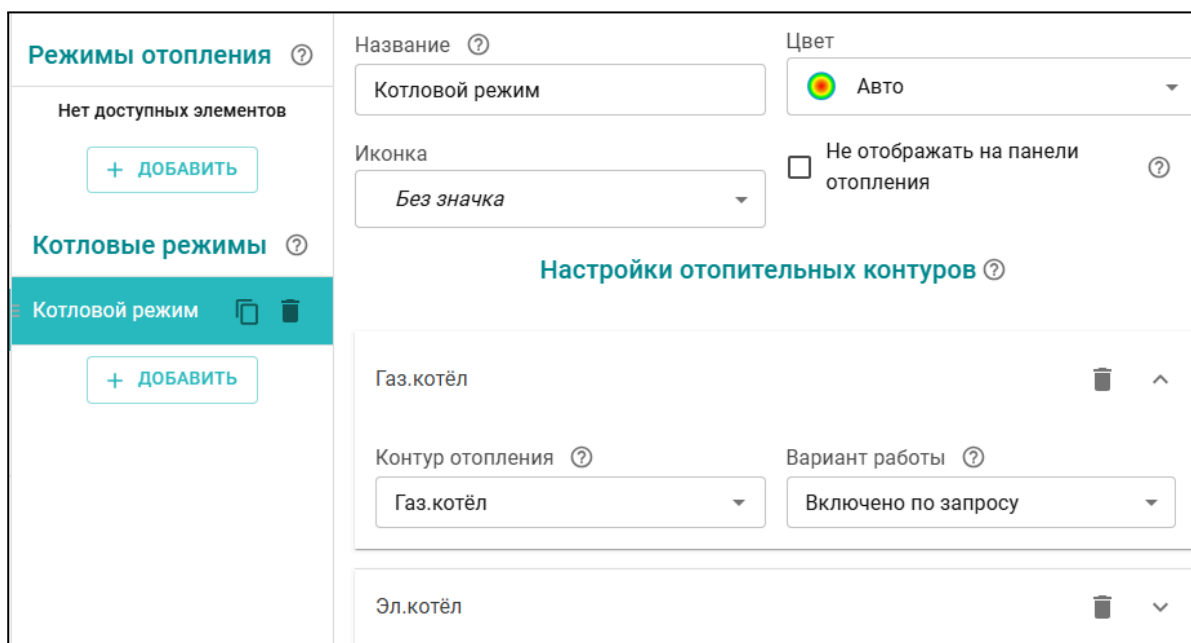 Режимы отопления
Нет доступных элементов
+ ДОБАВИТЬ
Котловые режимы
Котловой режим
+ ДОБАВИТЬ
Название
Котловой режим
Цвет
Авто
Иконка
Без значка
Не отображать на панели
отопления
Настройки отопительных контуров
Газ.котёл
Контур отопления
Газ.котёл
Вариант работы
Включено по запросу
Эл.котёл